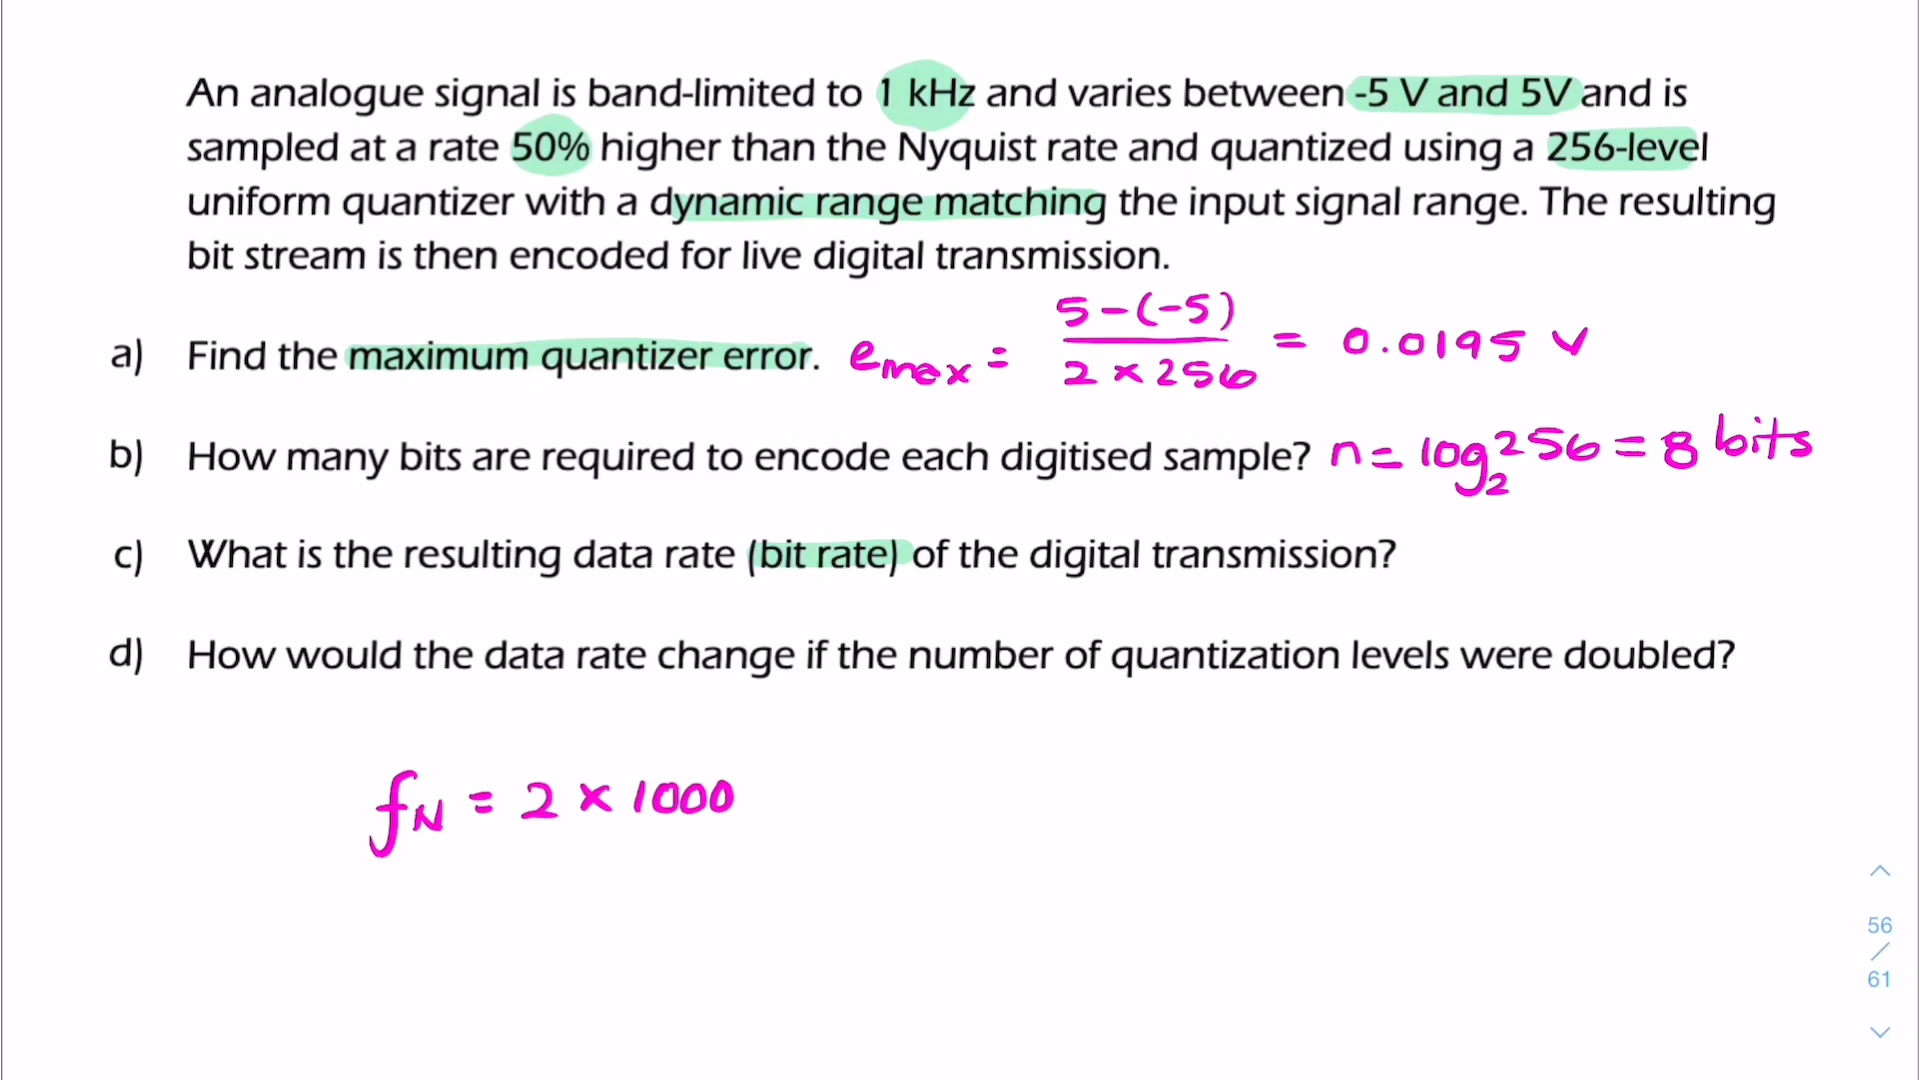 An analogue signal is band-limited to 1 kHz and varies between -5 V and 5V and is
sampled at a rate 50% higher than the Nyquist rate and quantized using a 256-level
uniform quantizer with a dynamic range matching the input signal range. The resulting
bit stream is then encoded for live digital transmission.
a) Find the maximum quantizer error. emax = 5-(-5) / 2 × 256 = 0.0195 V
b) How many bits are required to encode each digitised sample? n = log₂256 = 8 bits
c) What is the resulting data rate (bit rate) of the digital transmission?
d) How would the data rate change if the number of quantization levels were doubled?
fN = 2 × 1000
56
/
61